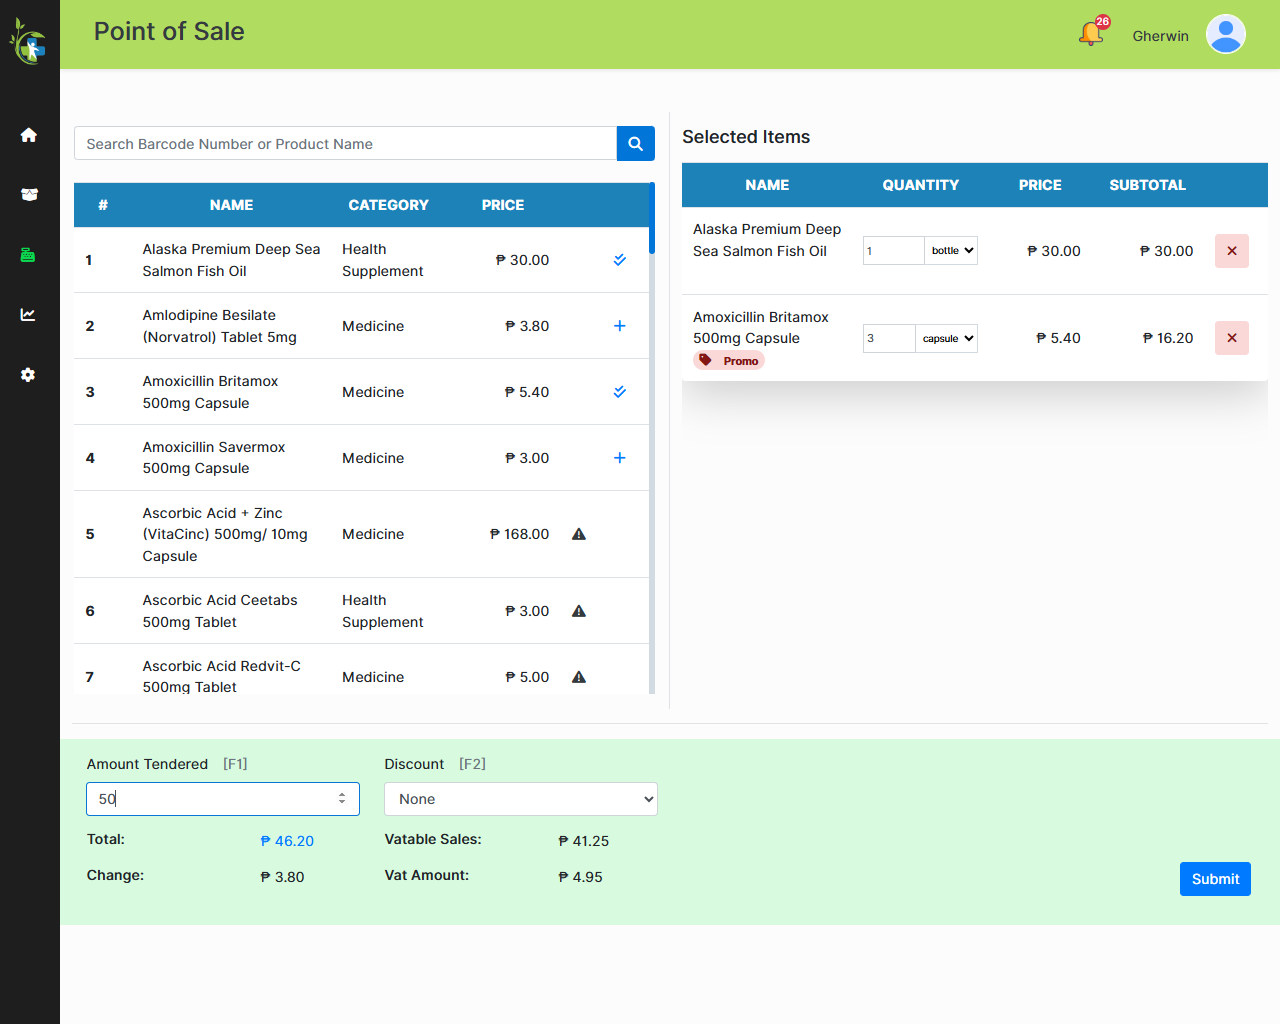 Point of Sale
26
Gherwin
Search Barcode Number or Product Name
# NAME CATEGORY PRICE
1 Alaska Premium Deep Sea Salmon Fish Oil Health Supplement ₱ 30.00
2 Amlodipine Besilate (Norvatrol) Tablet 5mg Medicine ₱ 3.80
3 Amoxicillin Britamox 500mg Capsule Medicine ₱ 5.40
4 Amoxicillin Savermox 500mg Capsule Medicine ₱ 3.00
5 Ascorbic Acid + Zinc (VitaCinc) 500mg/ 10mg Capsule Medicine ₱ 168.00
6 Ascorbic Acid Ceetabs 500mg Tablet Health Supplement ₱ 3.00
7 Ascorbic Acid Redvit-C 500mg Tablet Medicine ₱ 5.00
Selected Items
NAME QUANTITY PRICE SUBTOTAL
Alaska Premium Deep Sea Salmon Fish Oil 1 bottle ₱ 30.00 ₱ 30.00
Amoxicillin Britamox 500mg Capsule 3 capsule ₱ 5.40 ₱ 16.20
Promo
Amount Tendered [F1] Discount [F2]
50 None
Total: ₱ 46.20 Vatable Sales: ₱ 41.25
Change: ₱ 3.80 Vat Amount: ₱ 4.95
Submit